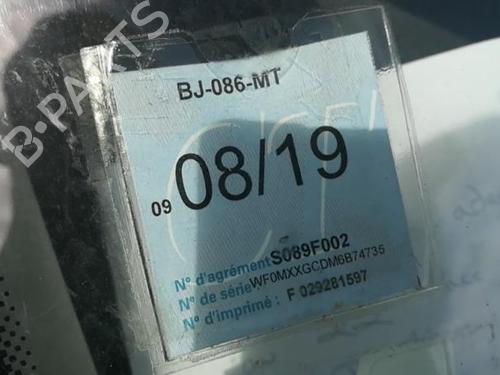 B-PARTS
BJ-086-MT
09 08/19
N° d'agrément S089F002
N° de série WF0MXXGCDM6B74735
N° d'imprimé : F 029281597